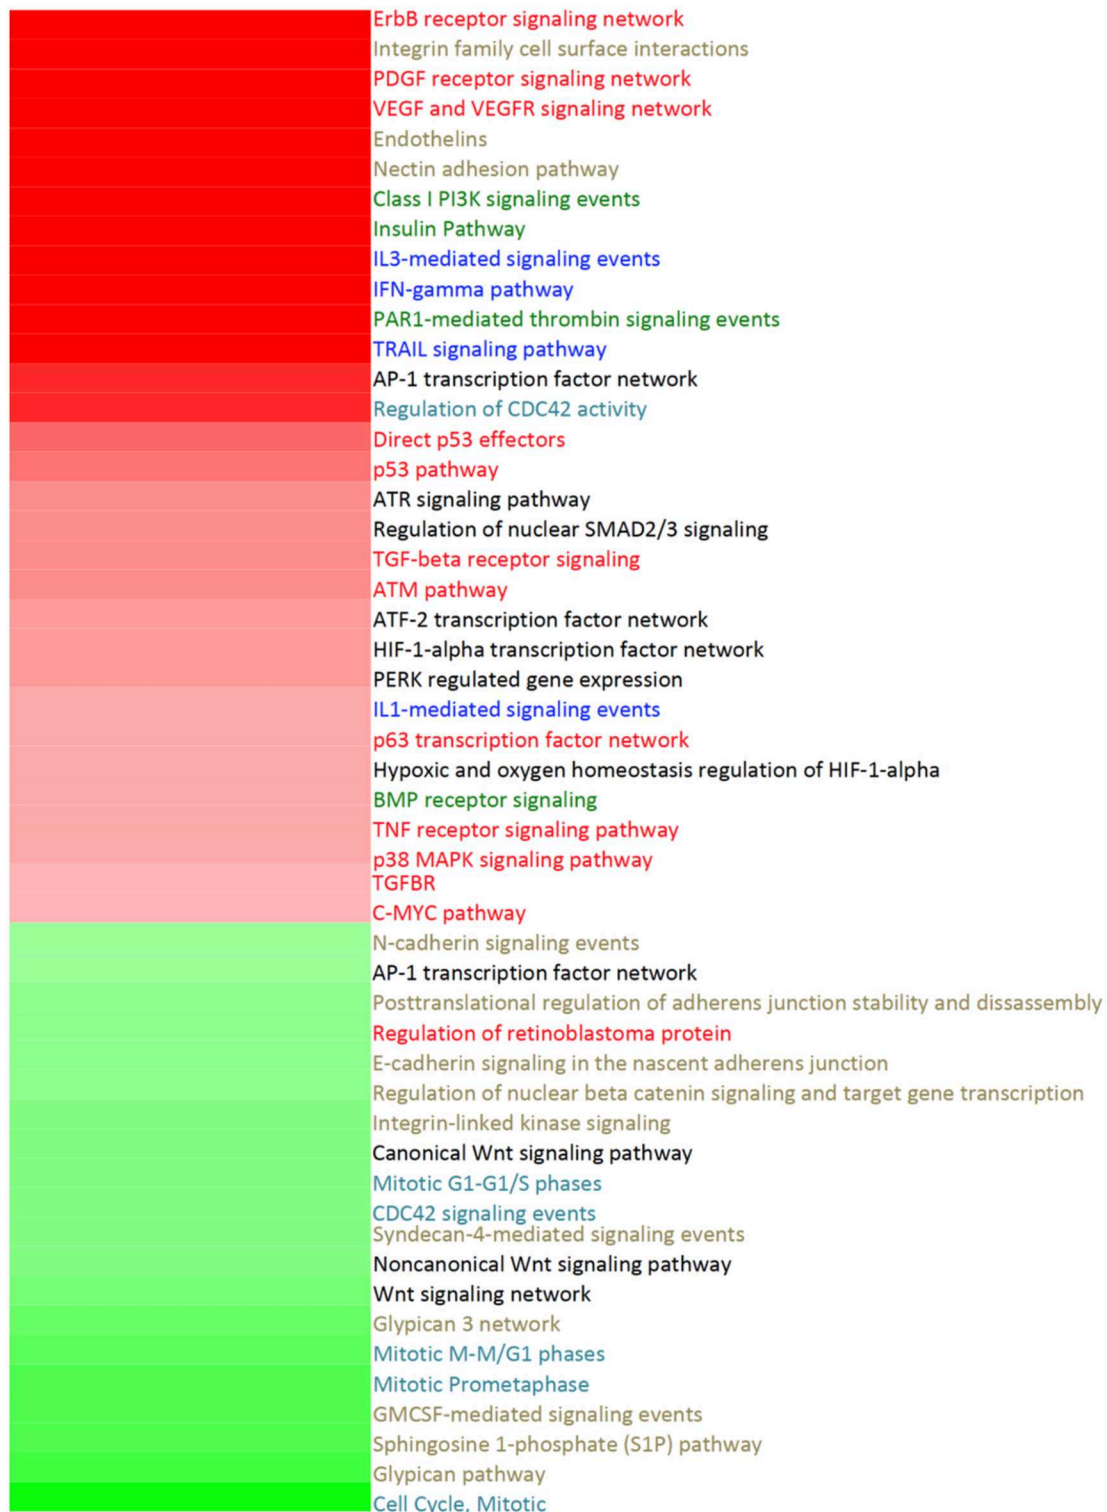 ErbB receptor signaling network
Integrin family cell surface interactions
PDGF receptor signaling network
VEGF and VEGFR signaling network
Endothelins
Nectin adhesion pathway
Class I PI3K signaling events
Insulin Pathway
IL3-mediated signaling events
IFN-gamma pathway
PAR1-mediated thrombin signaling events
TRAIL signaling pathway
AP-1 transcription factor network
Regulation of CDC42 activity
Direct p53 effectors
p53 pathway
ATR signaling pathway
Regulation of nuclear SMAD2/3 signaling
TGF-beta receptor signaling
ATM pathway
ATF-2 transcription factor network
HIF-1-alpha transcription factor network
PERK regulated gene expression
IL1-mediated signaling events
p63 transcription factor network
Hypoxic and oxygen homeostasis regulation of HIF-1-alpha
BMP receptor signaling
TNF receptor signaling pathway
p38 MAPK signaling pathway
TGFBR
C-MYC pathway
N-cadherin signaling events
AP-1 transcription factor network
Posttranslational regulation of adherens junction stability and dissassembly
Regulation of retinoblastoma protein
E-cadherin signaling in the nascent adherens junction
Regulation of nuclear beta catenin signaling and target gene transcription
Integrin-linked kinase signaling
Canonical Wnt signaling pathway
Mitotic G1-G1/S phases
CDC42 signaling events
Syndecan-4-mediated signaling events
Noncanonical Wnt signaling pathway
Wnt signaling network
Glypican 3 network
Mitotic M-M/G1 phases
Mitotic Prometaphase
GMCSF-mediated signaling events
Sphingosine 1-phosphate (S1P) pathway
Glypican pathway
Cell Cycle, Mitotic